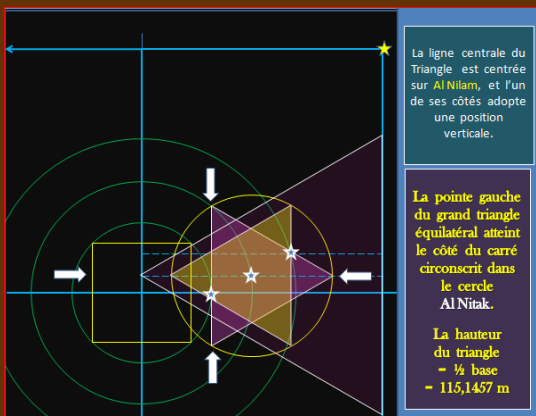 La ligne centrale du
Triangle est centrée
sur Al Nilam, et l'un
de ses côtés adopte
une position
verticale.
La pointe gauche
du grand triangle
équilatéral atteint
le côté du carré
circonscrit dans
le cercle
Al Nitak.
La hauteur
du triangle
= ½ base
= 115,1457 m